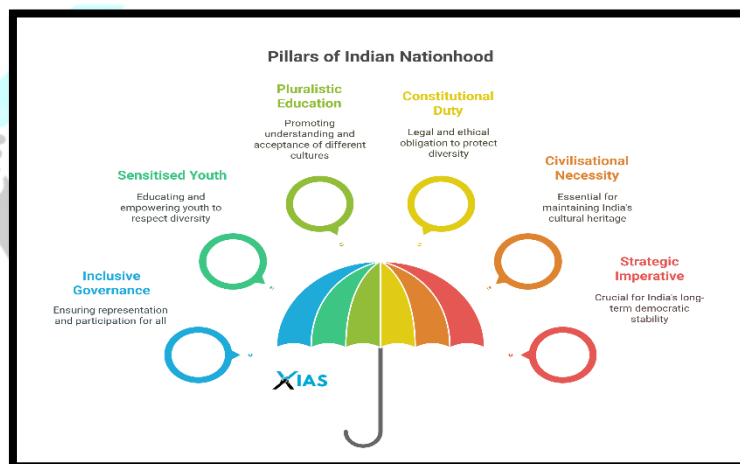 Pillars of Indian Nationhood
Pluralistic
Education
Promoting
understanding and
acceptance of different
cultures
Constitutional
Duty
Legal and ethical
obligation to protect
diversity
Sensitised Youth
Educating and
empowering youth to
respect diversity
Civilisational
Necessity
Essential for
maintaining India's
cultural heritage
Inclusive
Governance
Ensuring representation
and participation for all
Strategic
Imperative
Crucial for India's long-
term democratic
stability
XIAS